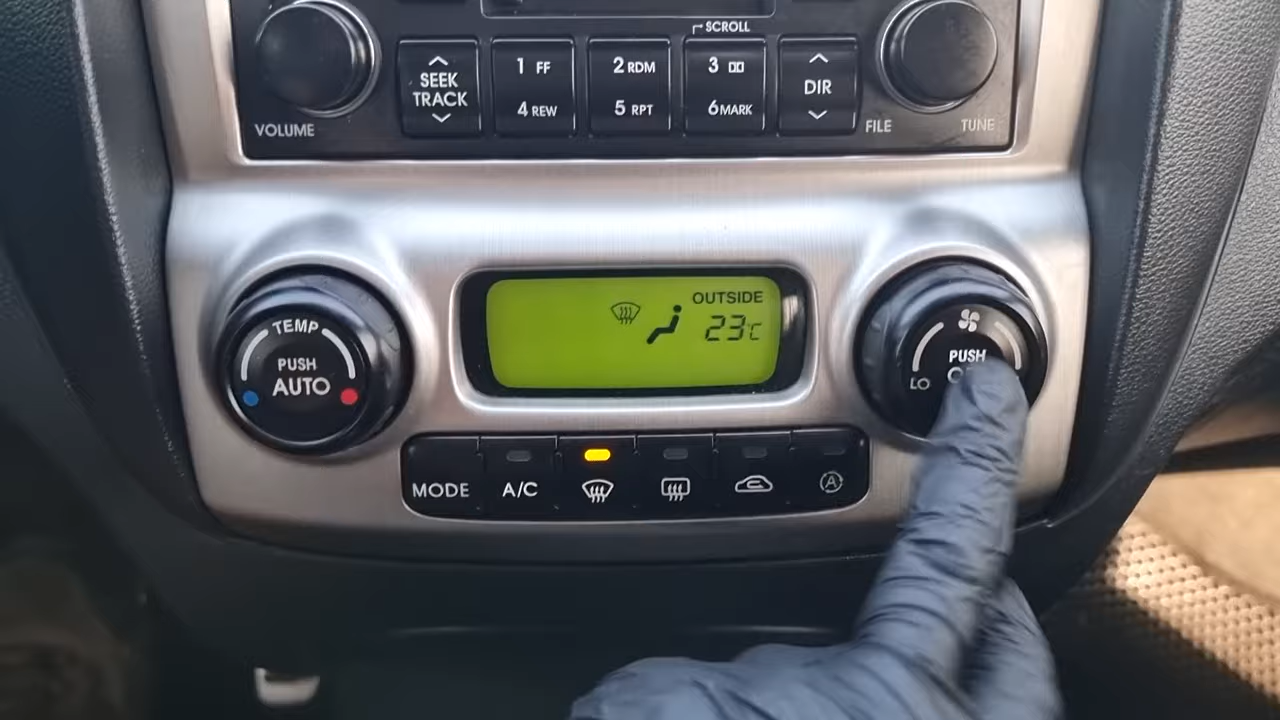 SCROLL
SEEK
TRACK
1 FF
2 RDM
3
DIR
4 REW
5 RPT
6 MARK
VOLUME
FILE
TUNE
OUTSIDE
23°C
TEMP
PUSH
AUTO
PUSH
LO
MODE
A/C
A